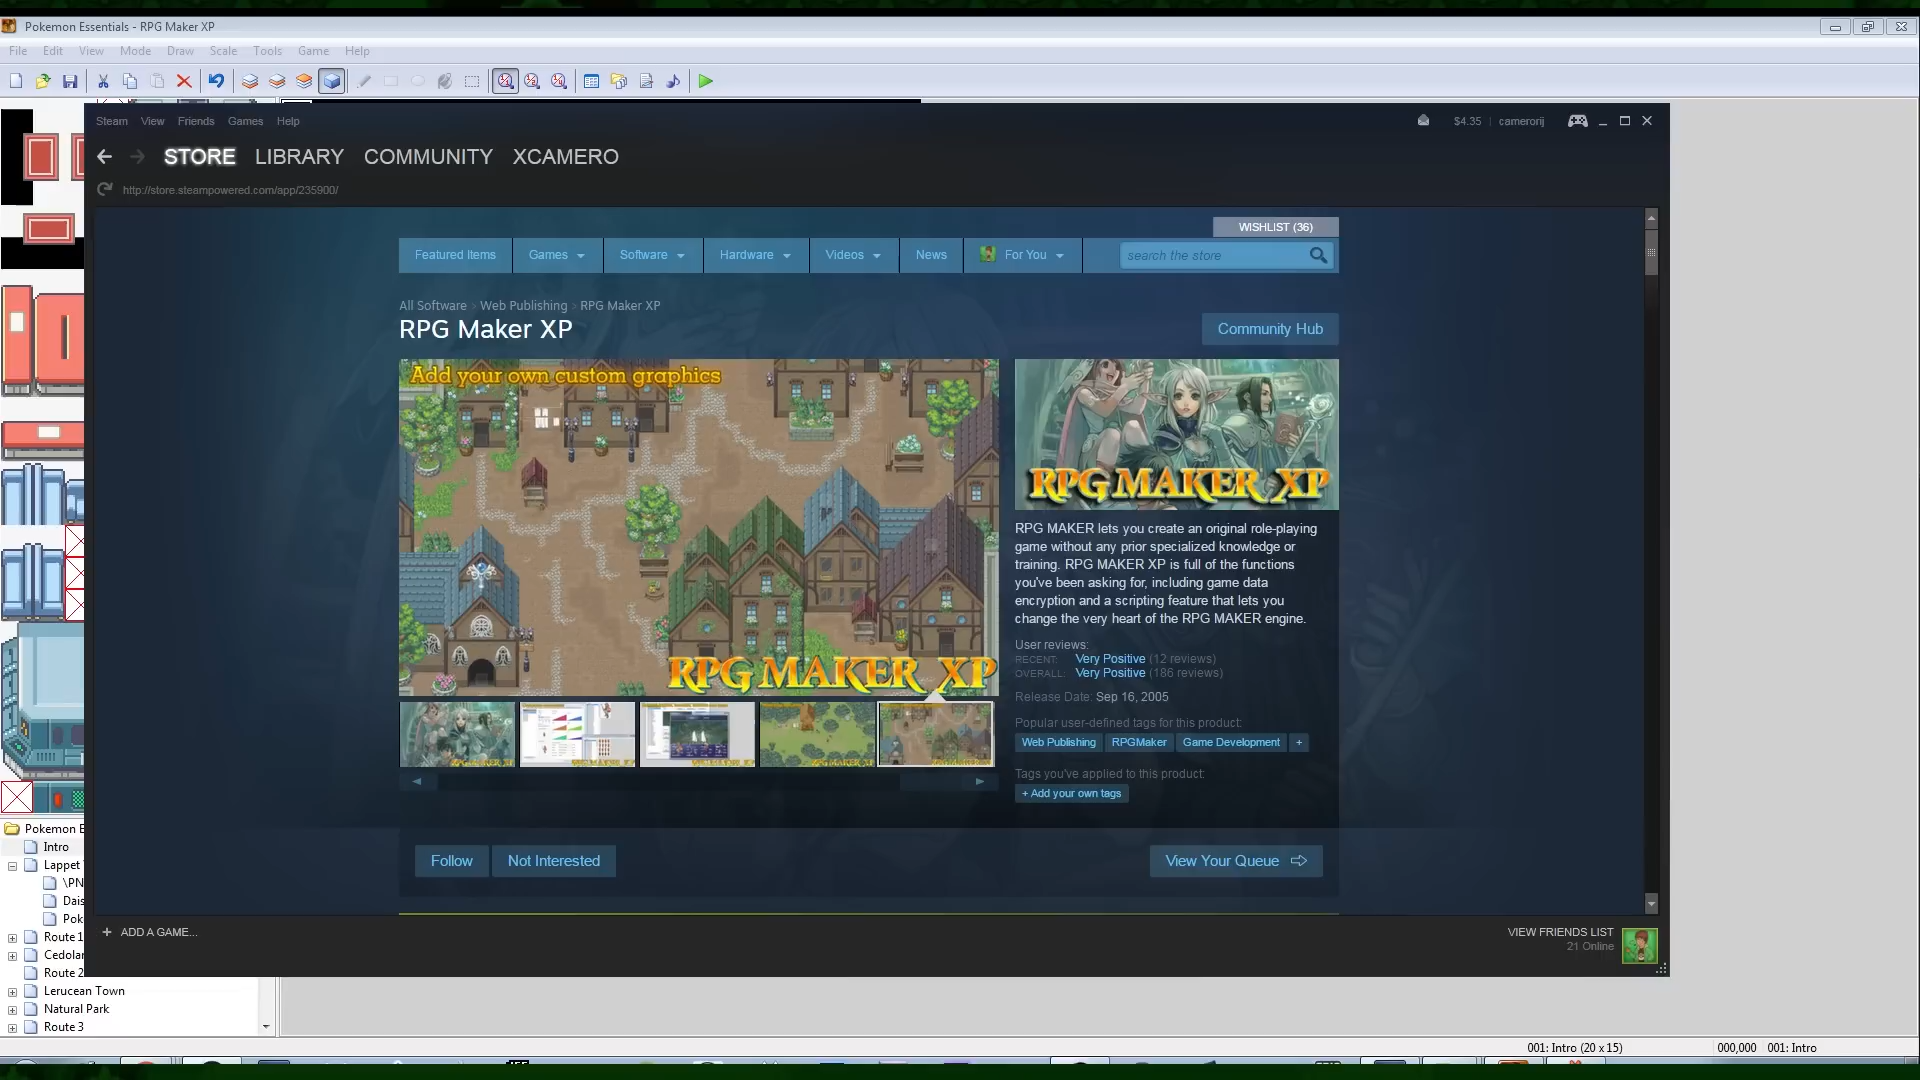 Pokemon Essentials - RPG Maker XP
File Edit View Mode Draw Scale Tools Game Help
Steam View Friends Games Help
$4.35 | camerorij
STORE LIBRARY COMMUNITY XCAMERO
http://store.steampowered.com/app/235900/
WISHLIST (36)
Featured Items Games Software Hardware Videos News For You search the store
All Software > Web Publishing > RPG Maker XP
RPG Maker XP
Community Hub
Add your own custom graphics
RPG MAKER XP
RPG MAKER XP
RPG MAKER lets you create an original role-playing
game without any prior specialized knowledge or
training. RPG MAKER XP is full of the functions
you've been asking for, including game data
encryption and a scripting feature that lets you
change the very heart of the RPG MAKER engine.
User reviews:
RECENT: Very Positive (12 reviews)
OVERALL: Very Positive (186 reviews)
Release Date: Sep 16, 2005
Popular user-defined tags for this product:
Web Publishing RPGMaker Game Development +
Tags you've applied to this product:
+ Add your own tags
Follow Not Interested View Your Queue
+ ADD A GAME...
VIEW FRIENDS LIST
21 Online
Pokemon E
Intro
Lappet
\PN
Dais
Pok
Route 1
Cedolar
Route 2
Lerucean Town
Natural Park
Route 3
001: Intro (20 x 15) 000,000 001: Intro